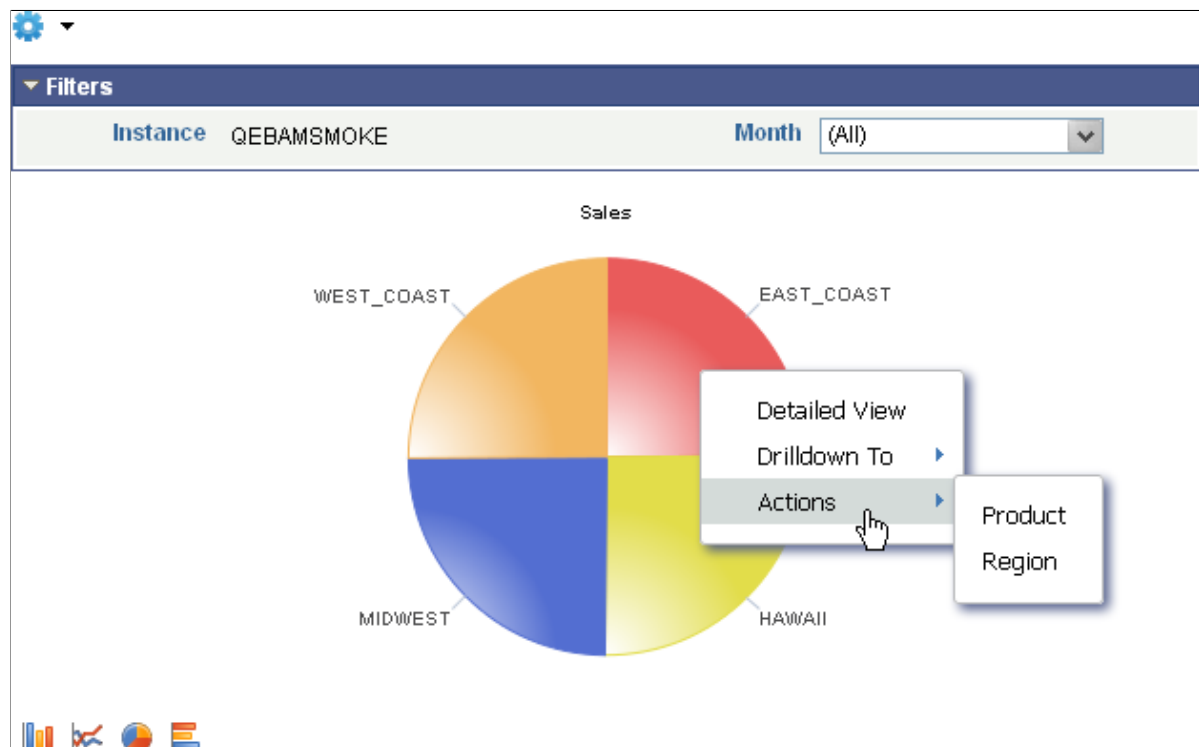 Filters
Instance QEBAMSMOKE Month (All)
Sales
WEST_COAST EAST_COAST
Detailed View
Drilldown To
Actions
Product
Region
MIDWEST HAWAII